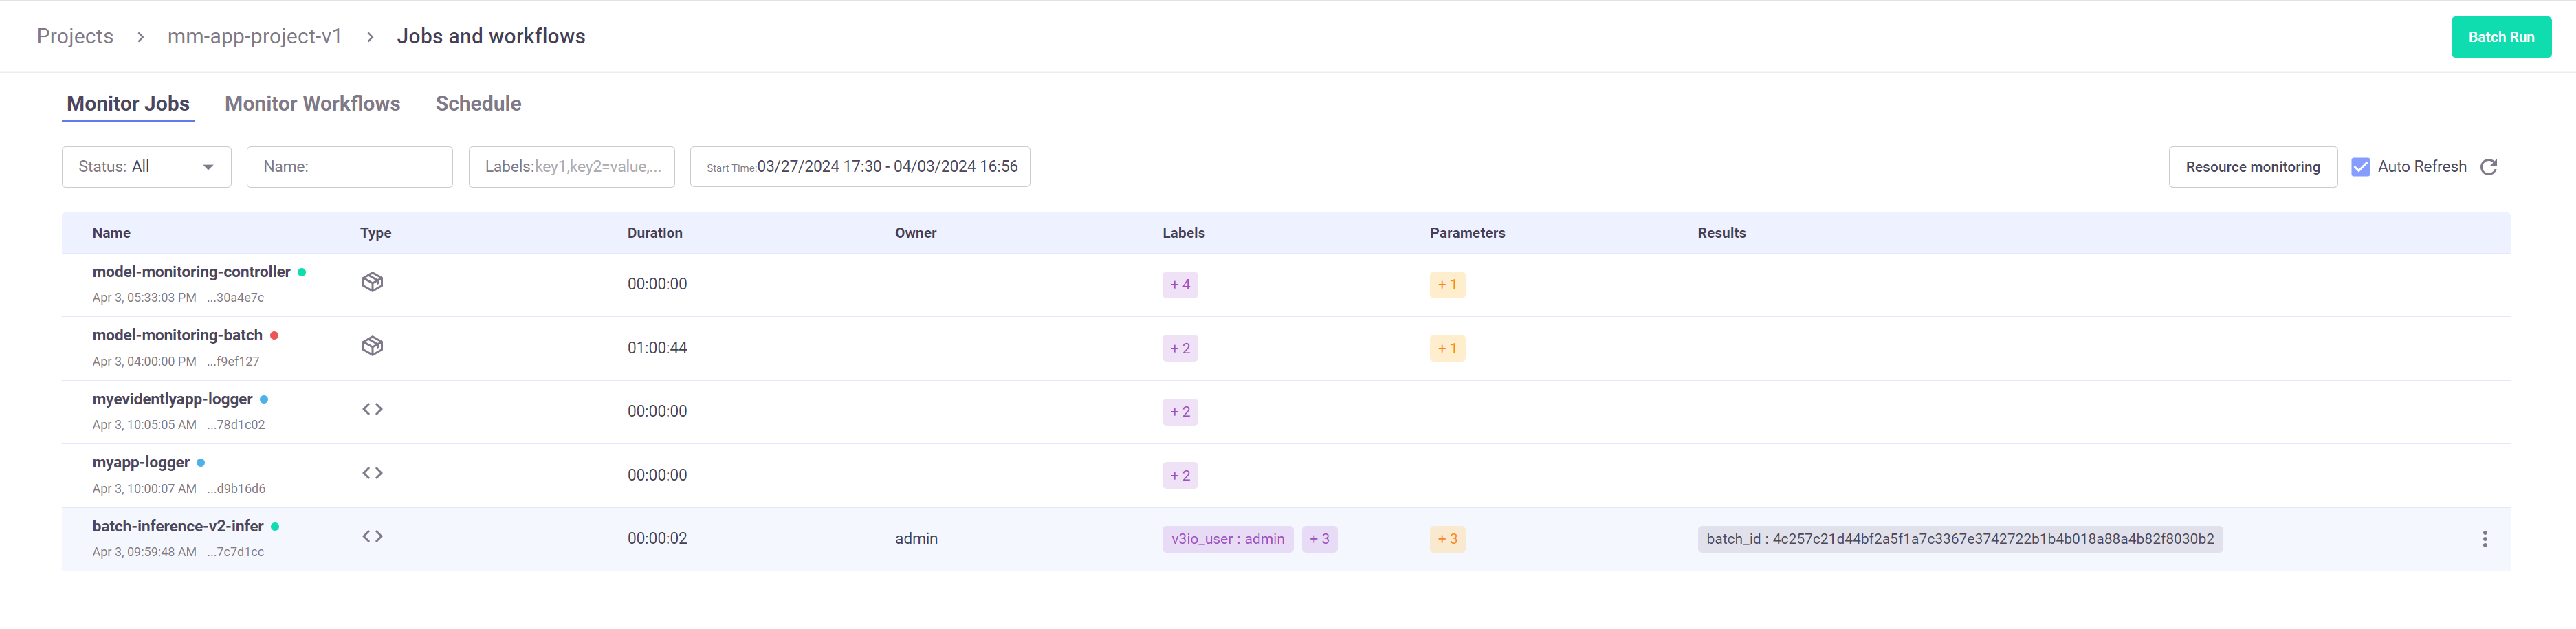 Projects > mm-app-project-v1 > Jobs and workflows
Batch Run
Monitor Jobs Monitor Workflows Schedule
Status: All Name: Labels:key1,key2=value,... Start Time:03/27/2024 17:30 - 04/03/2024 16:56 Resource monitoring Auto Refresh
Name Type Duration Owner Labels Parameters Results
model-monitoring-controller
Apr 3, 05:33:03 PM ...30a4e7c
00:00:00 + 4 + 1
model-monitoring-batch
Apr 3, 04:00:00 PM ...f9ef127
01:00:44 + 2 + 1
myevidentlyapp-logger
Apr 3, 10:05:05 AM ...78d1c02
00:00:00 + 2
myapp-logger
Apr 3, 10:00:07 AM ...d9b16d6
00:00:00 + 2
batch-inference-v2-infer
Apr 3, 09:59:48 AM ...7c7d1cc
00:00:02 admin v3io_user : admin + 3 + 3 batch_id : 4c257c21d44bf2a5f1a7c3367e3742722b1b4b018a88a4b82f8030b2